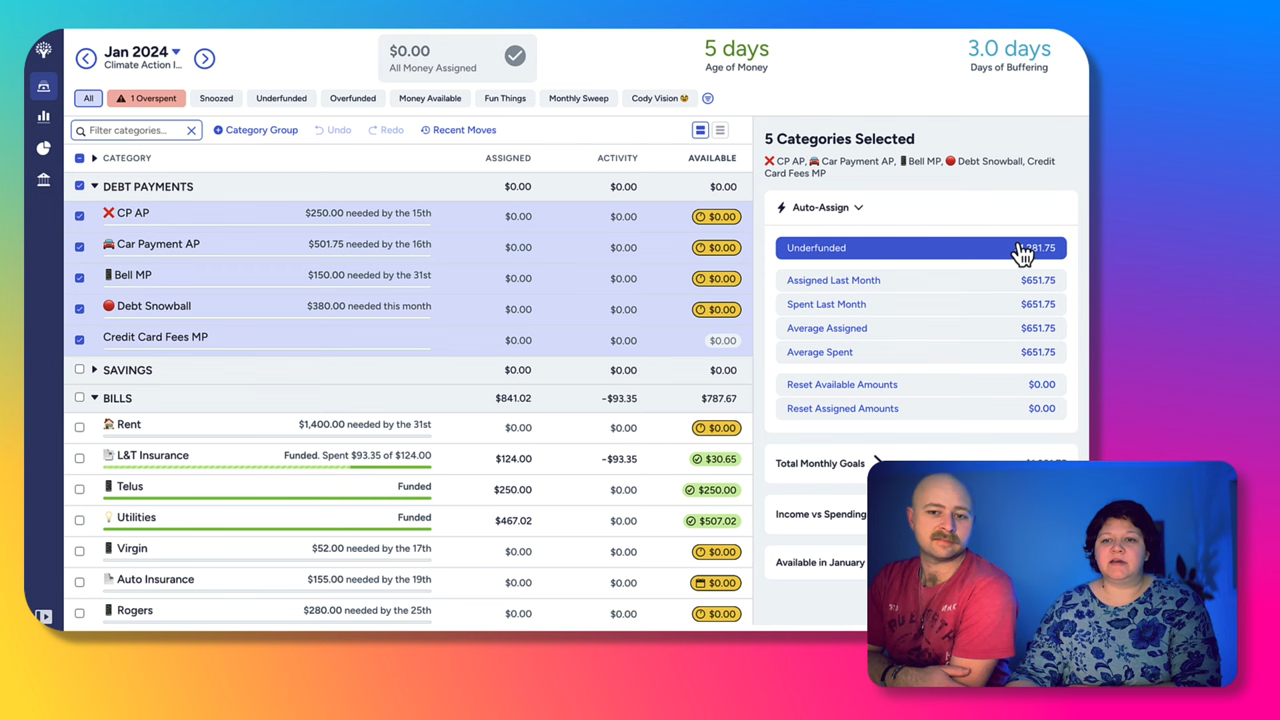 Jan 2024
Climate Action I...
$0.00
All Money Assigned
5 days
Age of Money
3.0 days
Days of Buffering
All
1 Overspent
Snoozed
Underfunded
Overfunded
Money Available
Fun Things
Monthly Sweep
Cody Vision
Filter categories...
Category Group
Undo
Redo
Recent Moves
CATEGORY ASSIGNED ACTIVITY AVAILABLE
DEBT PAYMENTS $0.00 $0.00 $0.00
CP AP $250.00 needed by the 15th $0.00 $0.00 $0.00
Car Payment AP $501.75 needed by the 16th $0.00 $0.00 $0.00
Bell MP $150.00 needed by the 31st $0.00 $0.00 $0.00
Debt Snowball $380.00 needed this month $0.00 $0.00 $0.00
Credit Card Fees MP $0.00 $0.00 $0.00
SAVINGS $0.00 $0.00 $0.00
BILLS $841.02 -$93.35 $787.67
Rent $1,400.00 needed by the 31st $0.00 $0.00 $0.00
L&T Insurance Funded. Spent $93.35 of $124.00 $124.00 -$93.35 $30.65
Telus Funded $250.00 $0.00 $250.00
Utilities Funded $467.02 $0.00 $507.02
Virgin $52.00 needed by the 17th $0.00 $0.00 $0.00
Auto Insurance $155.00 needed by the 19th $0.00 $0.00 $0.00
Rogers $280.00 needed by the 25th $0.00 $0.00 $0.00
5 Categories Selected
CP AP, Car Payment AP, Bell MP, Debt Snowball, Credit
Card Fees MP
Auto-Assign
Underfunded
Assigned Last Month $651.75
Spent Last Month $651.75
Average Assigned $651.75
Average Spent $651.75
Reset Available Amounts $0.00
Reset Assigned Amounts $0.00
Total Monthly Goals
Income vs Spending
Available in January